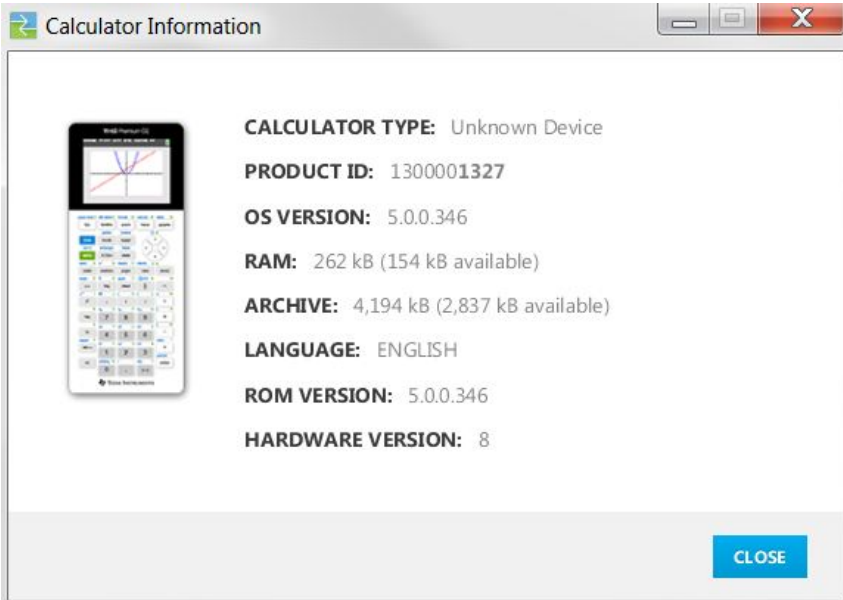 Calculator Information
CALCULATOR TYPE: Unknown Device
PRODUCT ID: 1300001327
OS VERSION: 5.0.0.346
RAM: 262 kB (154 kB available)
ARCHIVE: 4,194 kB (2,837 kB available)
LANGUAGE: ENGLISH
ROM VERSION: 5.0.0.346
HARDWARE VERSION: 8
Texas Instruments
CLOSE